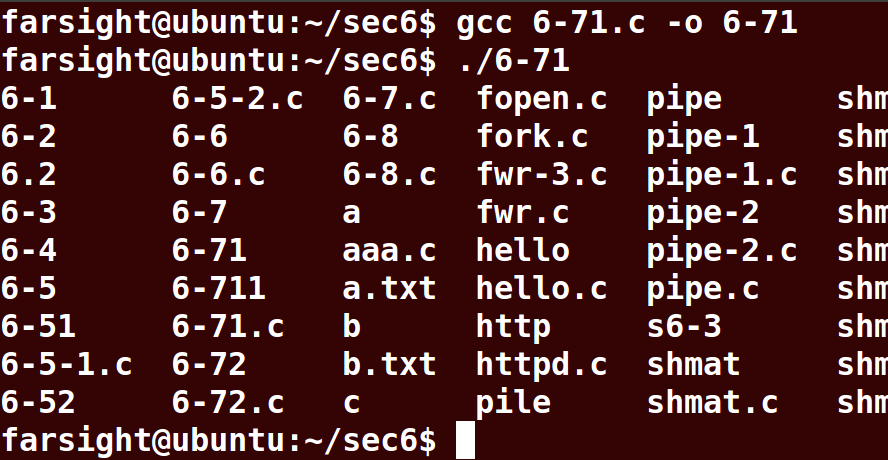 farsight@ubuntu:~/sec6$ gcc 6-71.c -o 6-71
farsight@ubuntu:~/sec6$ ./6-71
6-1      6-5-2.c  6-7.c  fopen.c  pipe      shm
6-2      6-6      6-8    fork.c   pipe-1    shm
6.2      6-6.c    6-8.c  fwr-3.c  pipe-1.c  shm
6-3      6-7      a      fwr.c    pipe-2    shm
6-4      6-71     aaa.c  hello    pipe-2.c  shm
6-5      6-711    a.txt  hello.c  pipe.c    shm
6-51     6-71.c   b      http     s6-3      shm
6-5-1.c  6-72     b.txt  httpd.c  shmat     shm
6-52     6-72.c   c      pile     shmat.c   shm
farsight@ubuntu:~/sec6$